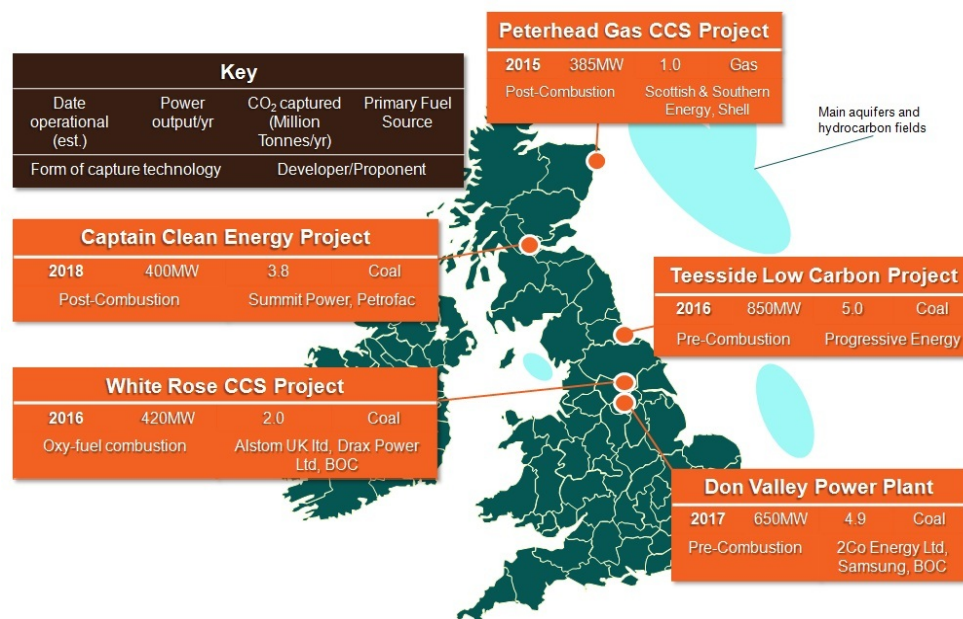 Peterhead Gas CCS Project
2015 385MW 1.0 Gas
Post-Combustion Scottish & Southern
Energy, Shell
Key
Date operational (est.) Power output/yr CO₂ captured (Million Tonnes/yr) Primary Fuel Source
Form of capture technology Developer/Proponent
Main aquifers and
hydrocarbon fields
Captain Clean Energy Project
2018 400MW 3.8 Coal
Post-Combustion Summit Power, Petrofac
Teesside Low Carbon Project
2016 850MW 5.0 Coal
Pre-Combustion Progressive Energy
White Rose CCS Project
2016 420MW 2.0 Coal
Oxy-fuel combustion Alstom UK ltd, Drax Power
Ltd, BOC
Don Valley Power Plant
2017 650MW 4.9 Coal
Pre-Combustion 2Co Energy Ltd,
Samsung, BOC